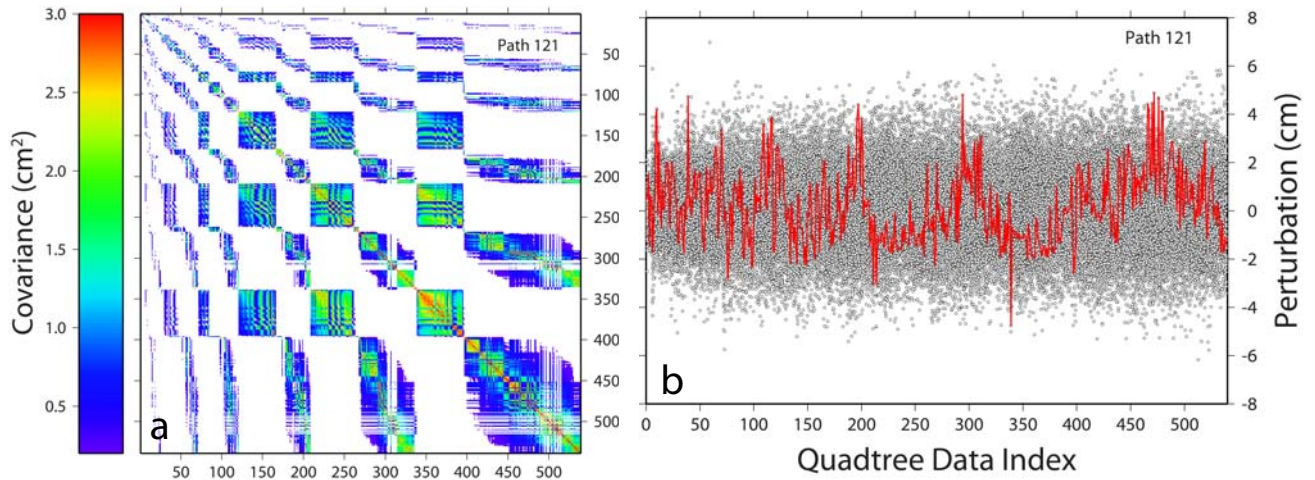 3.0
2.5
2.0
1.5
1.0
0.5
Covariance (cm²)
Path 121
50
100
150
200
250
300
350
400
450
500
a
50 100 150 200 250 300 350 400 450 500
Path 121
8
6
4
2
0
-2
-4
-6
-8
Perturbation (cm)
b
0 50 100 150 200 250 300 350 400 450 500
Quadtree Data Index